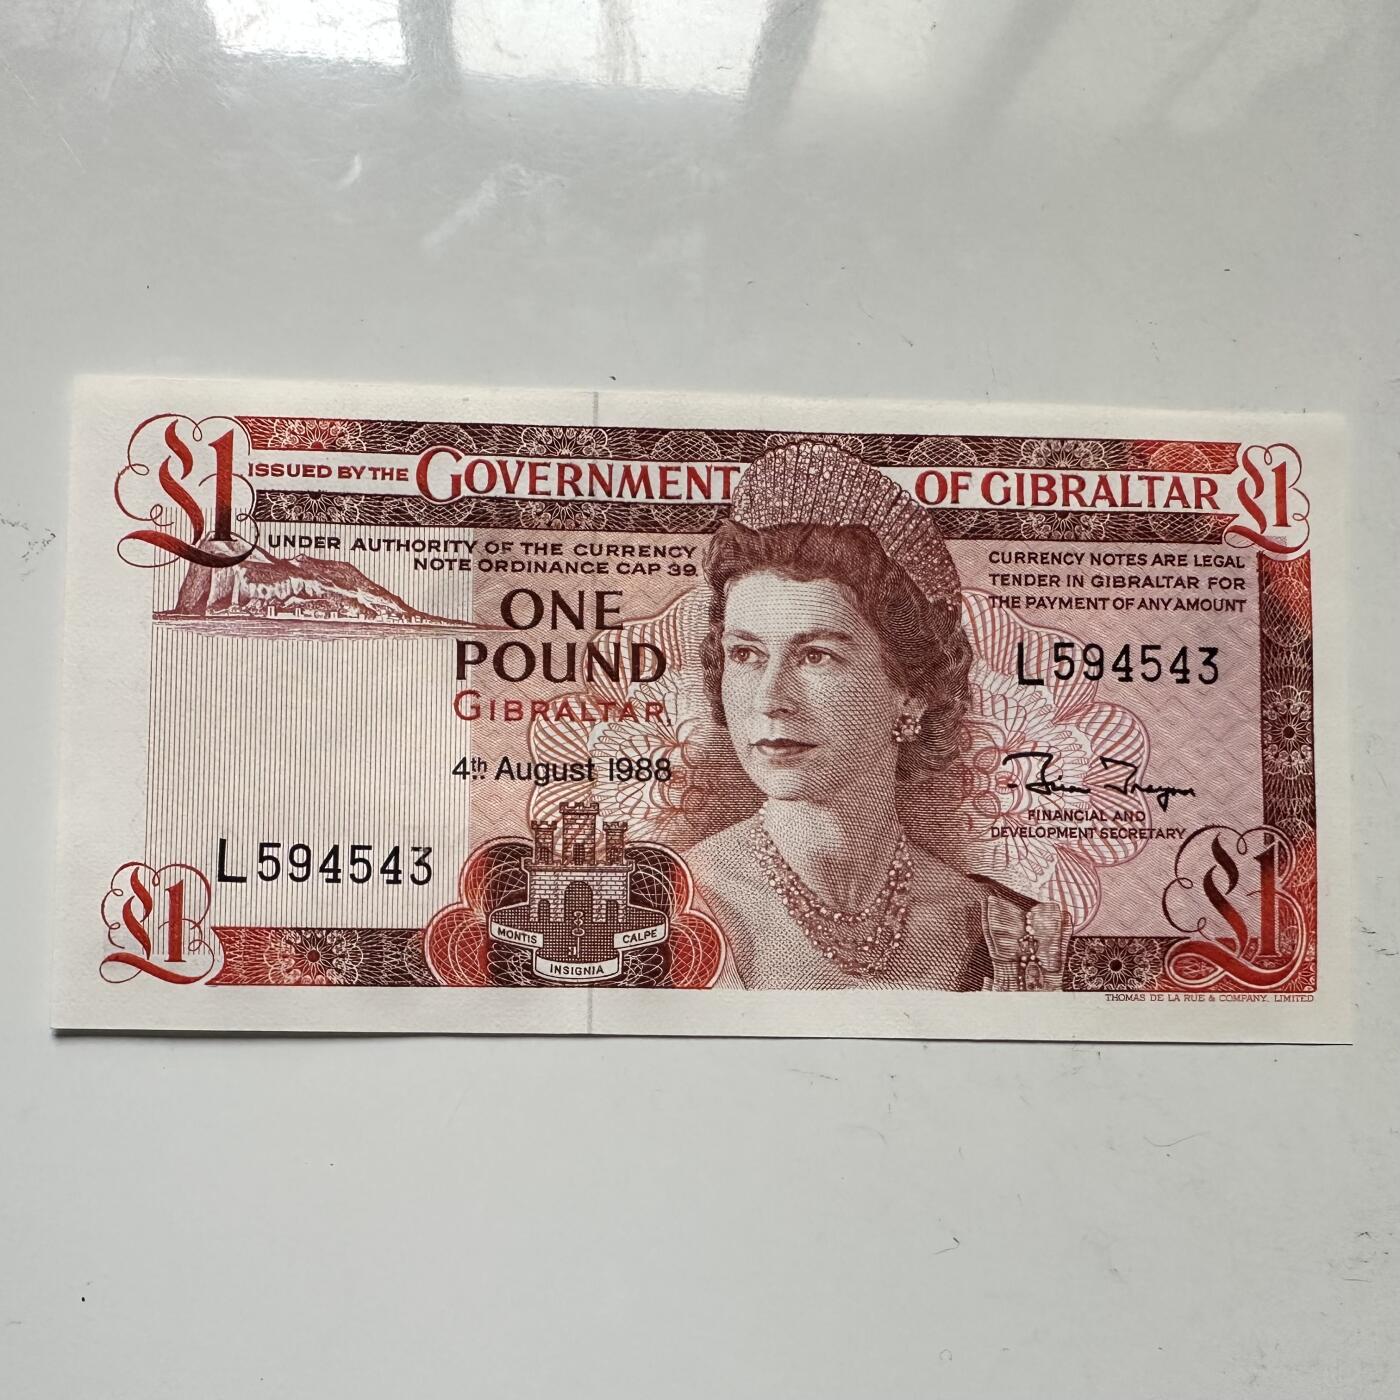 £1
ISSUED BY THE GOVERNMENT OF GIBRALTAR
£1
UNDER AUTHORITY OF THE CURRENCY
NOTE ORDINANCE CAP 39.
ONE
POUND
GIBRALTAR.
4th August 1988
CURRENCY NOTES ARE LEGAL
TENDER IN GIBRALTAR FOR
THE PAYMENT OF ANY AMOUNT
L594543
FINANCIAL AND
DEVELOPMENT SECRETARY
L594543
£1
MONTIS
CALPE
INSIGNIA
£1
THOMAS DE LA RUE & COMPANY, LIMITED